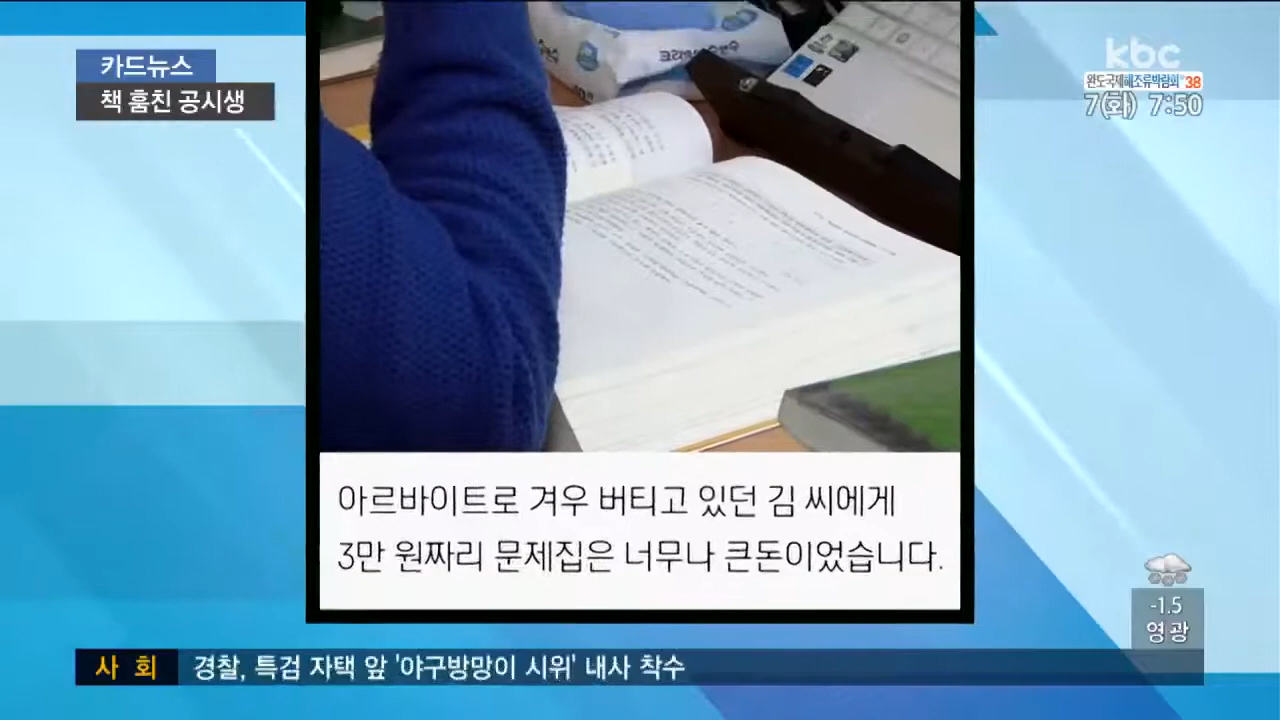 카드뉴스
책 훔친 공시생
kbc
완도국제해조류박람회 38
7(화) 7:50
아르바이트로 겨우 버티고 있던 김 씨에게
3만 원짜리 문제집은 너무나 큰돈이었습니다.
-1.5
영광
사 회 경찰, 특검 자택 앞 '야구방망이 시위' 내사 착수